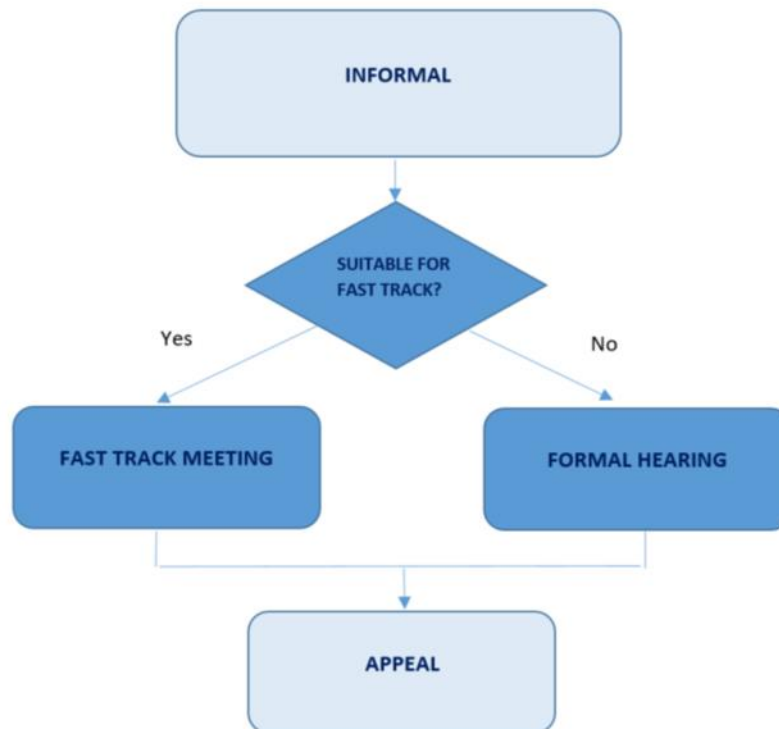 INFORMAL
SUITABLE FOR
FAST TRACK?
Yes
No
FAST TRACK MEETING
FORMAL HEARING
APPEAL